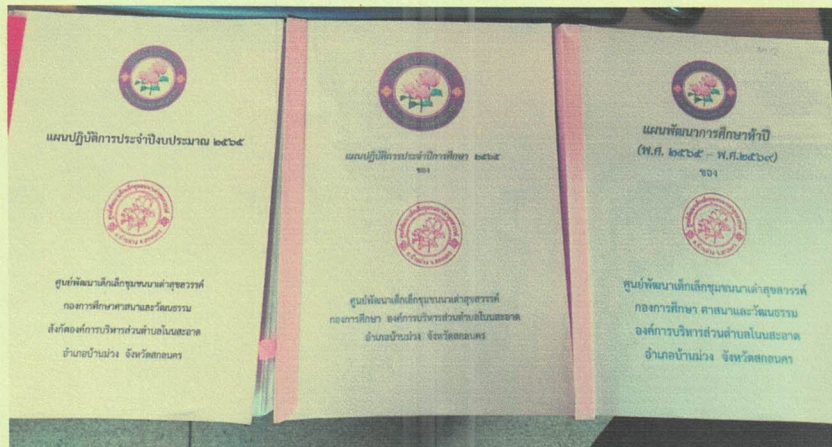 แผนปฏิบัติการประจำปีงบประมาณ ๒๕๖๕
ศูนย์พัฒนาเด็กเล็กชุมชนนาเต่าสุขสวรรค์
กองการศึกษาศาสนาและวัฒนธรรม
สังกัดองค์การบริหารส่วนตำบลโนนสะอาด
อำเภอบ้านม่วง จังหวัดสกลนคร
แผนปฏิบัติการประจำปีการศึกษา ๒๕๖๕
ของ
ศูนย์พัฒนาเด็กเล็กชุมชนนาเต่าสุขสวรรค์
กองการศึกษา องค์การบริหารส่วนตำบลโนนสะอาด
อำเภอบ้านม่วง จังหวัดสกลนคร
แผนพัฒนาการศึกษาห้าปี
(พ.ศ. ๒๕๖๕ – พ.ศ.๒๕๖๙)
ของ
ศูนย์พัฒนาเด็กเล็กชุมชนนาเต่าสุขสวรรค์
กองการศึกษา ศาสนาและวัฒนธรรม
องค์การบริหารส่วนตำบลโนนสะอาด
อำเภอบ้านม่วง จังหวัดสกลนคร